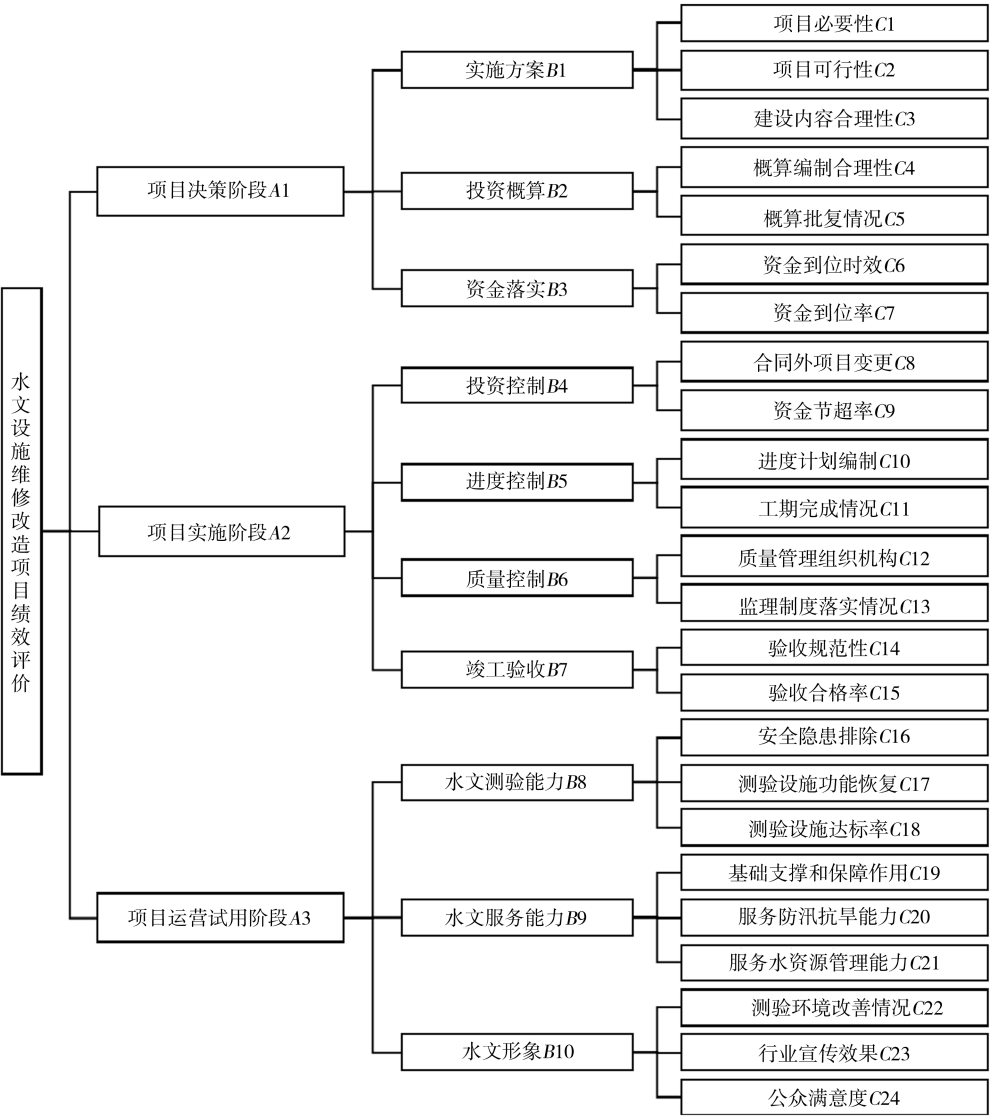 水文设施维修改造项目绩效评价
项目决策阶段A1
实施方案B1
项目必要性C1
项目可行性C2
建设内容合理性C3
投资概算B2
概算编制合理性C4
概算批复情况C5
资金落实B3
资金到位时效C6
资金到位率C7
项目实施阶段A2
投资控制B4
合同外项目变更C8
资金节超率C9
进度控制B5
进度计划编制C10
工期完成情况C11
质量控制B6
质量管理组织机构C12
监理制度落实情况C13
竣工验收B7
验收规范性C14
验收合格率C15
项目运营试用阶段A3
水文测验能力B8
安全隐患排除C16
测验设施功能恢复C17
测验设施达标率C18
水文服务能力B9
基础支撑和保障作用C19
服务防汛抗旱能力C20
服务水资源管理能力C21
水文形象B10
测验环境改善情况C22
行业宣传效果C23
公众满意度C24